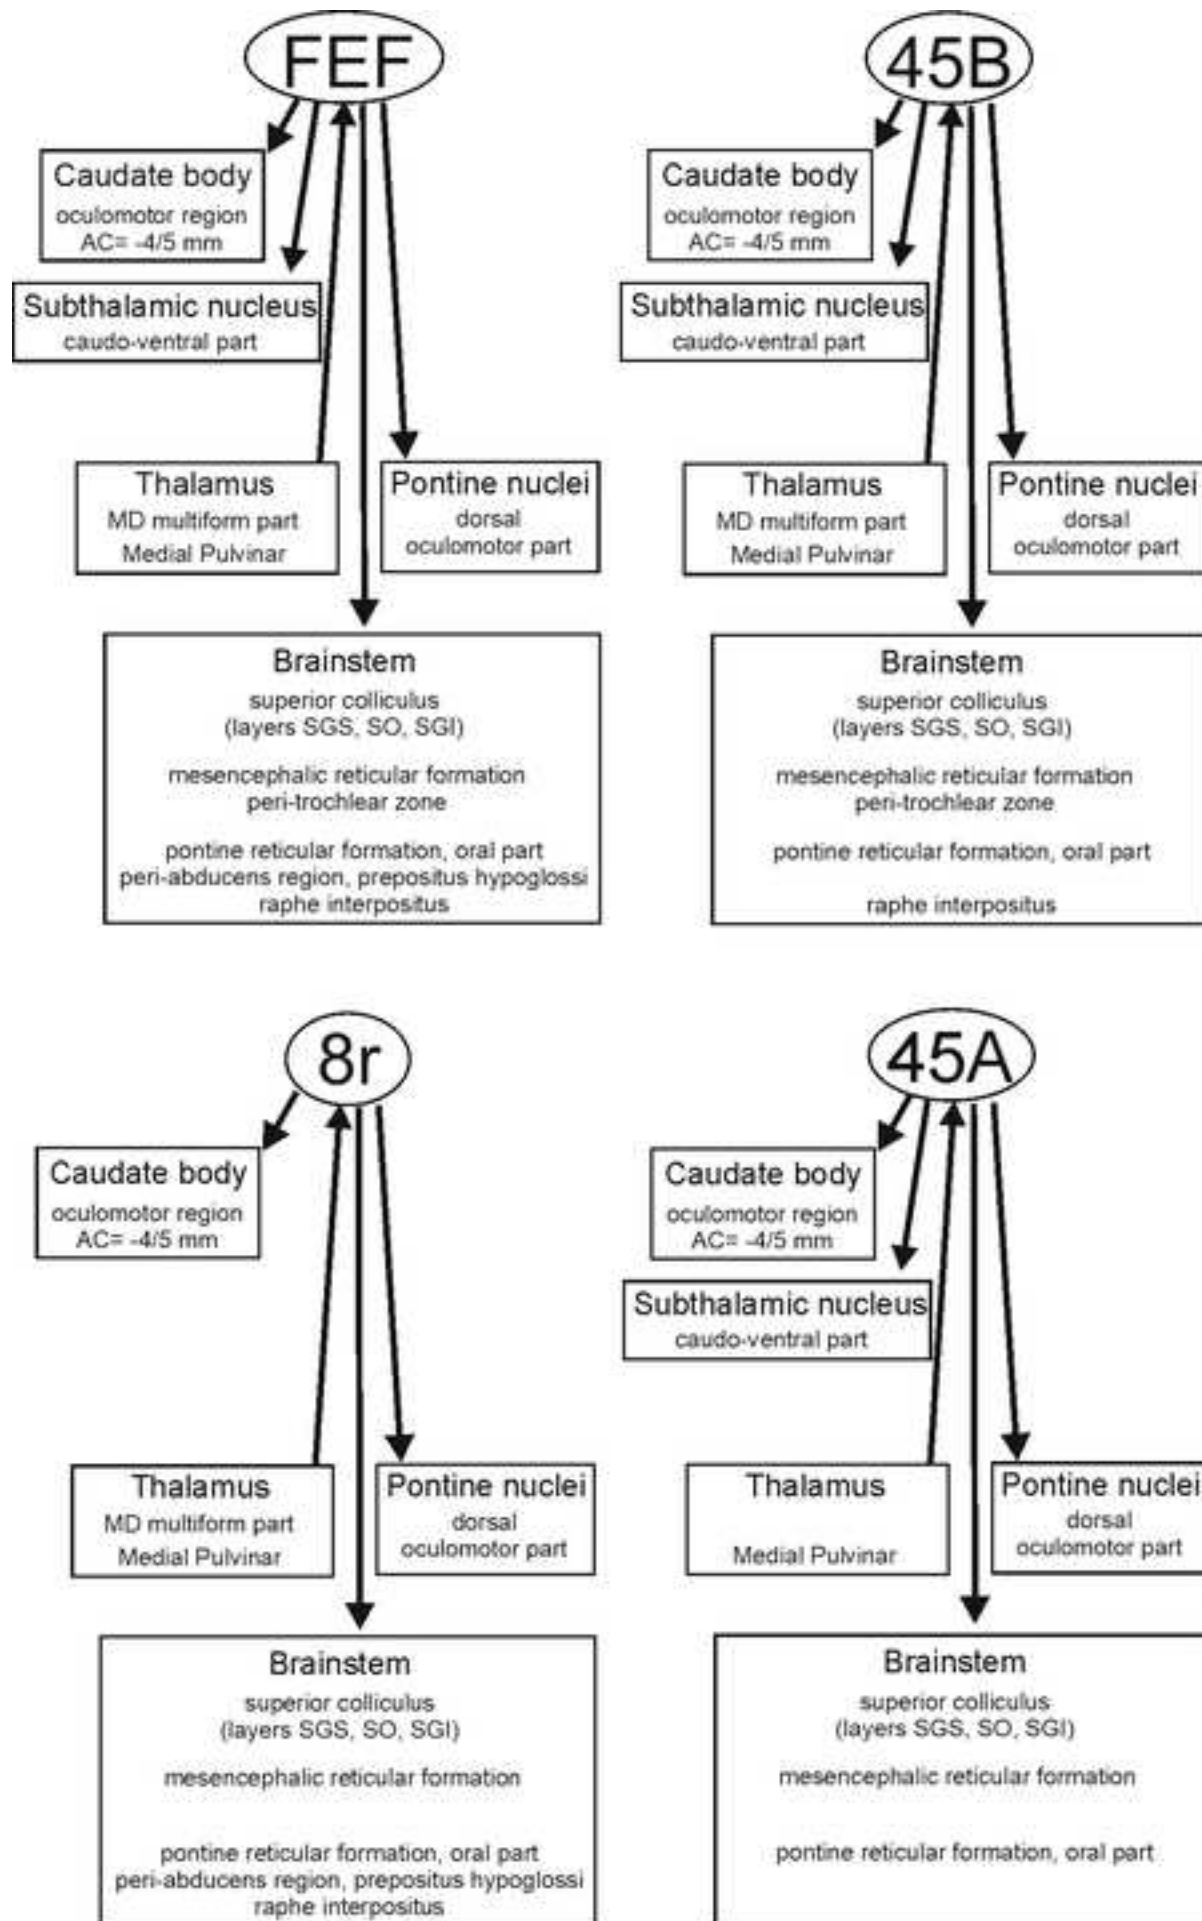 FEF
Caudate body
oculomotor region
AC= -4/5 mm
Subthalamic nucleus
caudo-ventral part
Thalamus
MD multiform part
Medial Pulvinar
Pontine nuclei
dorsal
oculomotor part
Brainstem
superior colliculus
(layers SGS, SO, SGI)
mesencephalic reticular formation
peri-trochlear zone
pontine reticular formation, oral part
peri-abducens region, prepositus hypoglossi
raphe interpositus
45B
Caudate body
oculomotor region
AC= -4/5 mm
Subthalamic nucleus
caudo-ventral part
Thalamus
MD multiform part
Medial Pulvinar
Pontine nuclei
dorsal
oculomotor part
Brainstem
superior colliculus
(layers SGS, SO, SGI)
mesencephalic reticular formation
peri-trochlear zone
pontine reticular formation, oral part
raphe interpositus
8r
Caudate body
oculomotor region
AC= -4/5 mm
Thalamus
MD multiform part
Medial Pulvinar
Pontine nuclei
dorsal
oculomotor part
Brainstem
superior colliculus
(layers SGS, SO, SGI)
mesencephalic reticular formation
pontine reticular formation, oral part
peri-abducens region, prepositus hypoglossi
raphe interpositus
45A
Caudate body
oculomotor region
AC= -4/5 mm
Subthalamic nucleus
caudo-ventral part
Thalamus
Medial Pulvinar
Pontine nuclei
dorsal
oculomotor part
Brainstem
superior colliculus
(layers SGS, SO, SGI)
mesencephalic reticular formation
pontine reticular formation, oral part